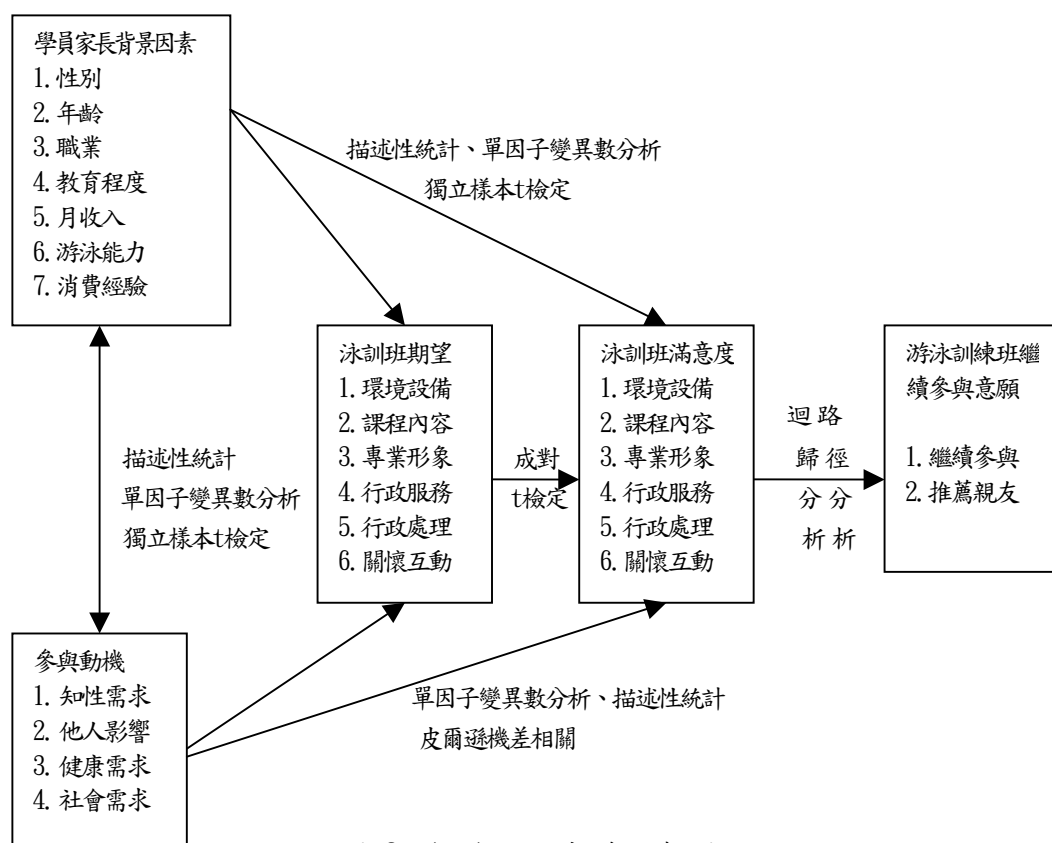 學員家長背景因素
1. 性別
2. 年齡
3. 職業
4. 教育程度
5. 月收入
6. 游泳能力
7. 消費經驗
描述性統計、單因子變異數分析
獨立樣本t檢定
泳訓班期望
1. 環境設備
2. 課程內容
3. 專業形象
4. 行政服務
5. 行政處理
6. 關懷互動
成對
t檢定
泳訓班滿意度
1. 環境設備
2. 課程內容
3. 專業形象
4. 行政服務
5. 行政處理
6. 關懷互動
迴 路
歸 徑
分 分
析 析
游泳訓練班繼
續參與意願
1. 繼續參與
2. 推薦親友
描述性統計
單因子變異數分析
獨立樣本t檢定
參與動機
1. 知性需求
2. 他人影響
3. 健康需求
4. 社會需求
單因子變異數分析、描述性統計
皮爾遜機差相關